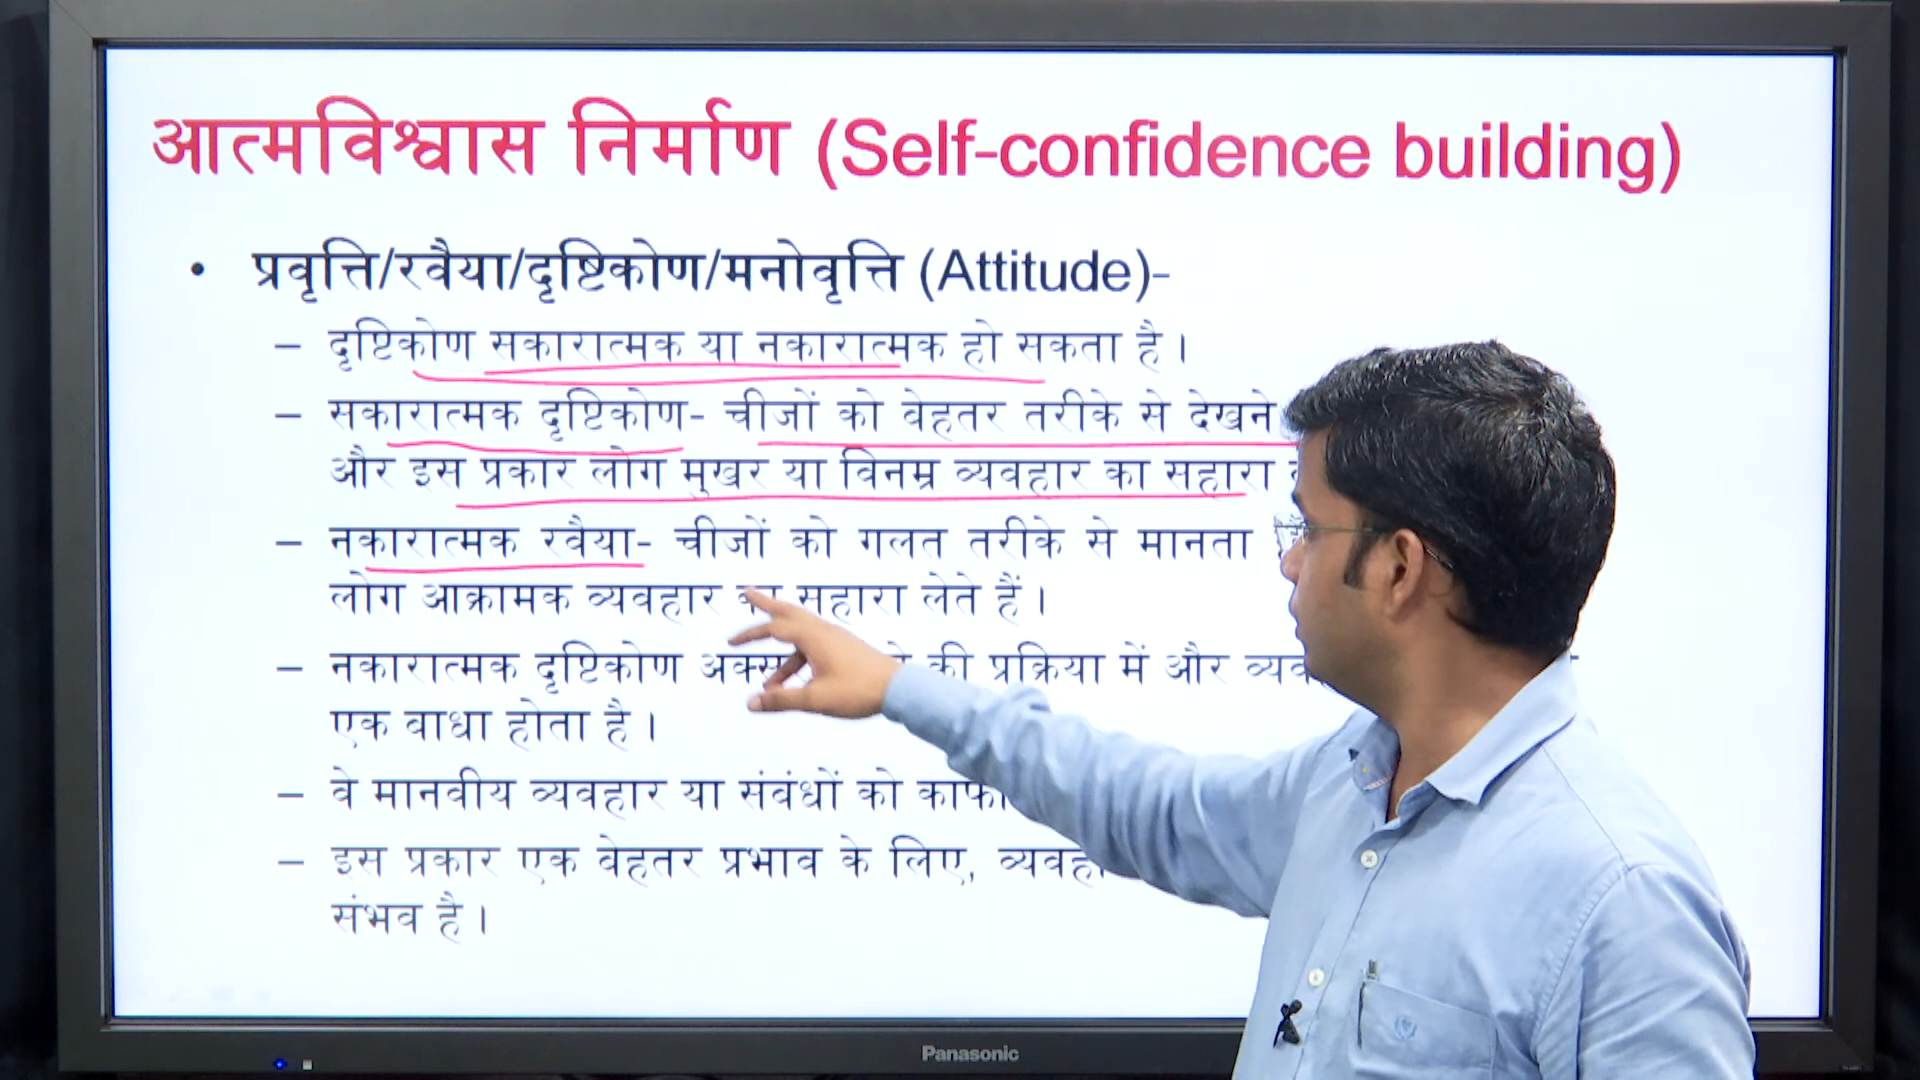 आत्मविश्वास निर्माण (Self-confidence building)
• प्रवृत्ति/रवैया/दृष्टिकोण/मनोवृत्ति (Attitude)-
– दृष्टिकोण सकारात्मक या नकारात्मक हो सकता है।
– सकारात्मक दृष्टिकोण- चीजों को वेहतर तरीके से देखने
और इस प्रकार लोग मुखर या विनम्र व्यवहार का सहारा
– नकारात्मक रवैया- चीजों को गलत तरीके से मानता
लोग आक्रामक व्यवहार का सहारा लेते हैं।
– नकारात्मक दृष्टिकोण की प्रक्रिया में और
एक वाधा होता है।
– वे मानवीय व्यवहार या संबंधों को
– इस प्रकार एक बेहतर प्रभाव के लिए,
संभव है।
Panasonic